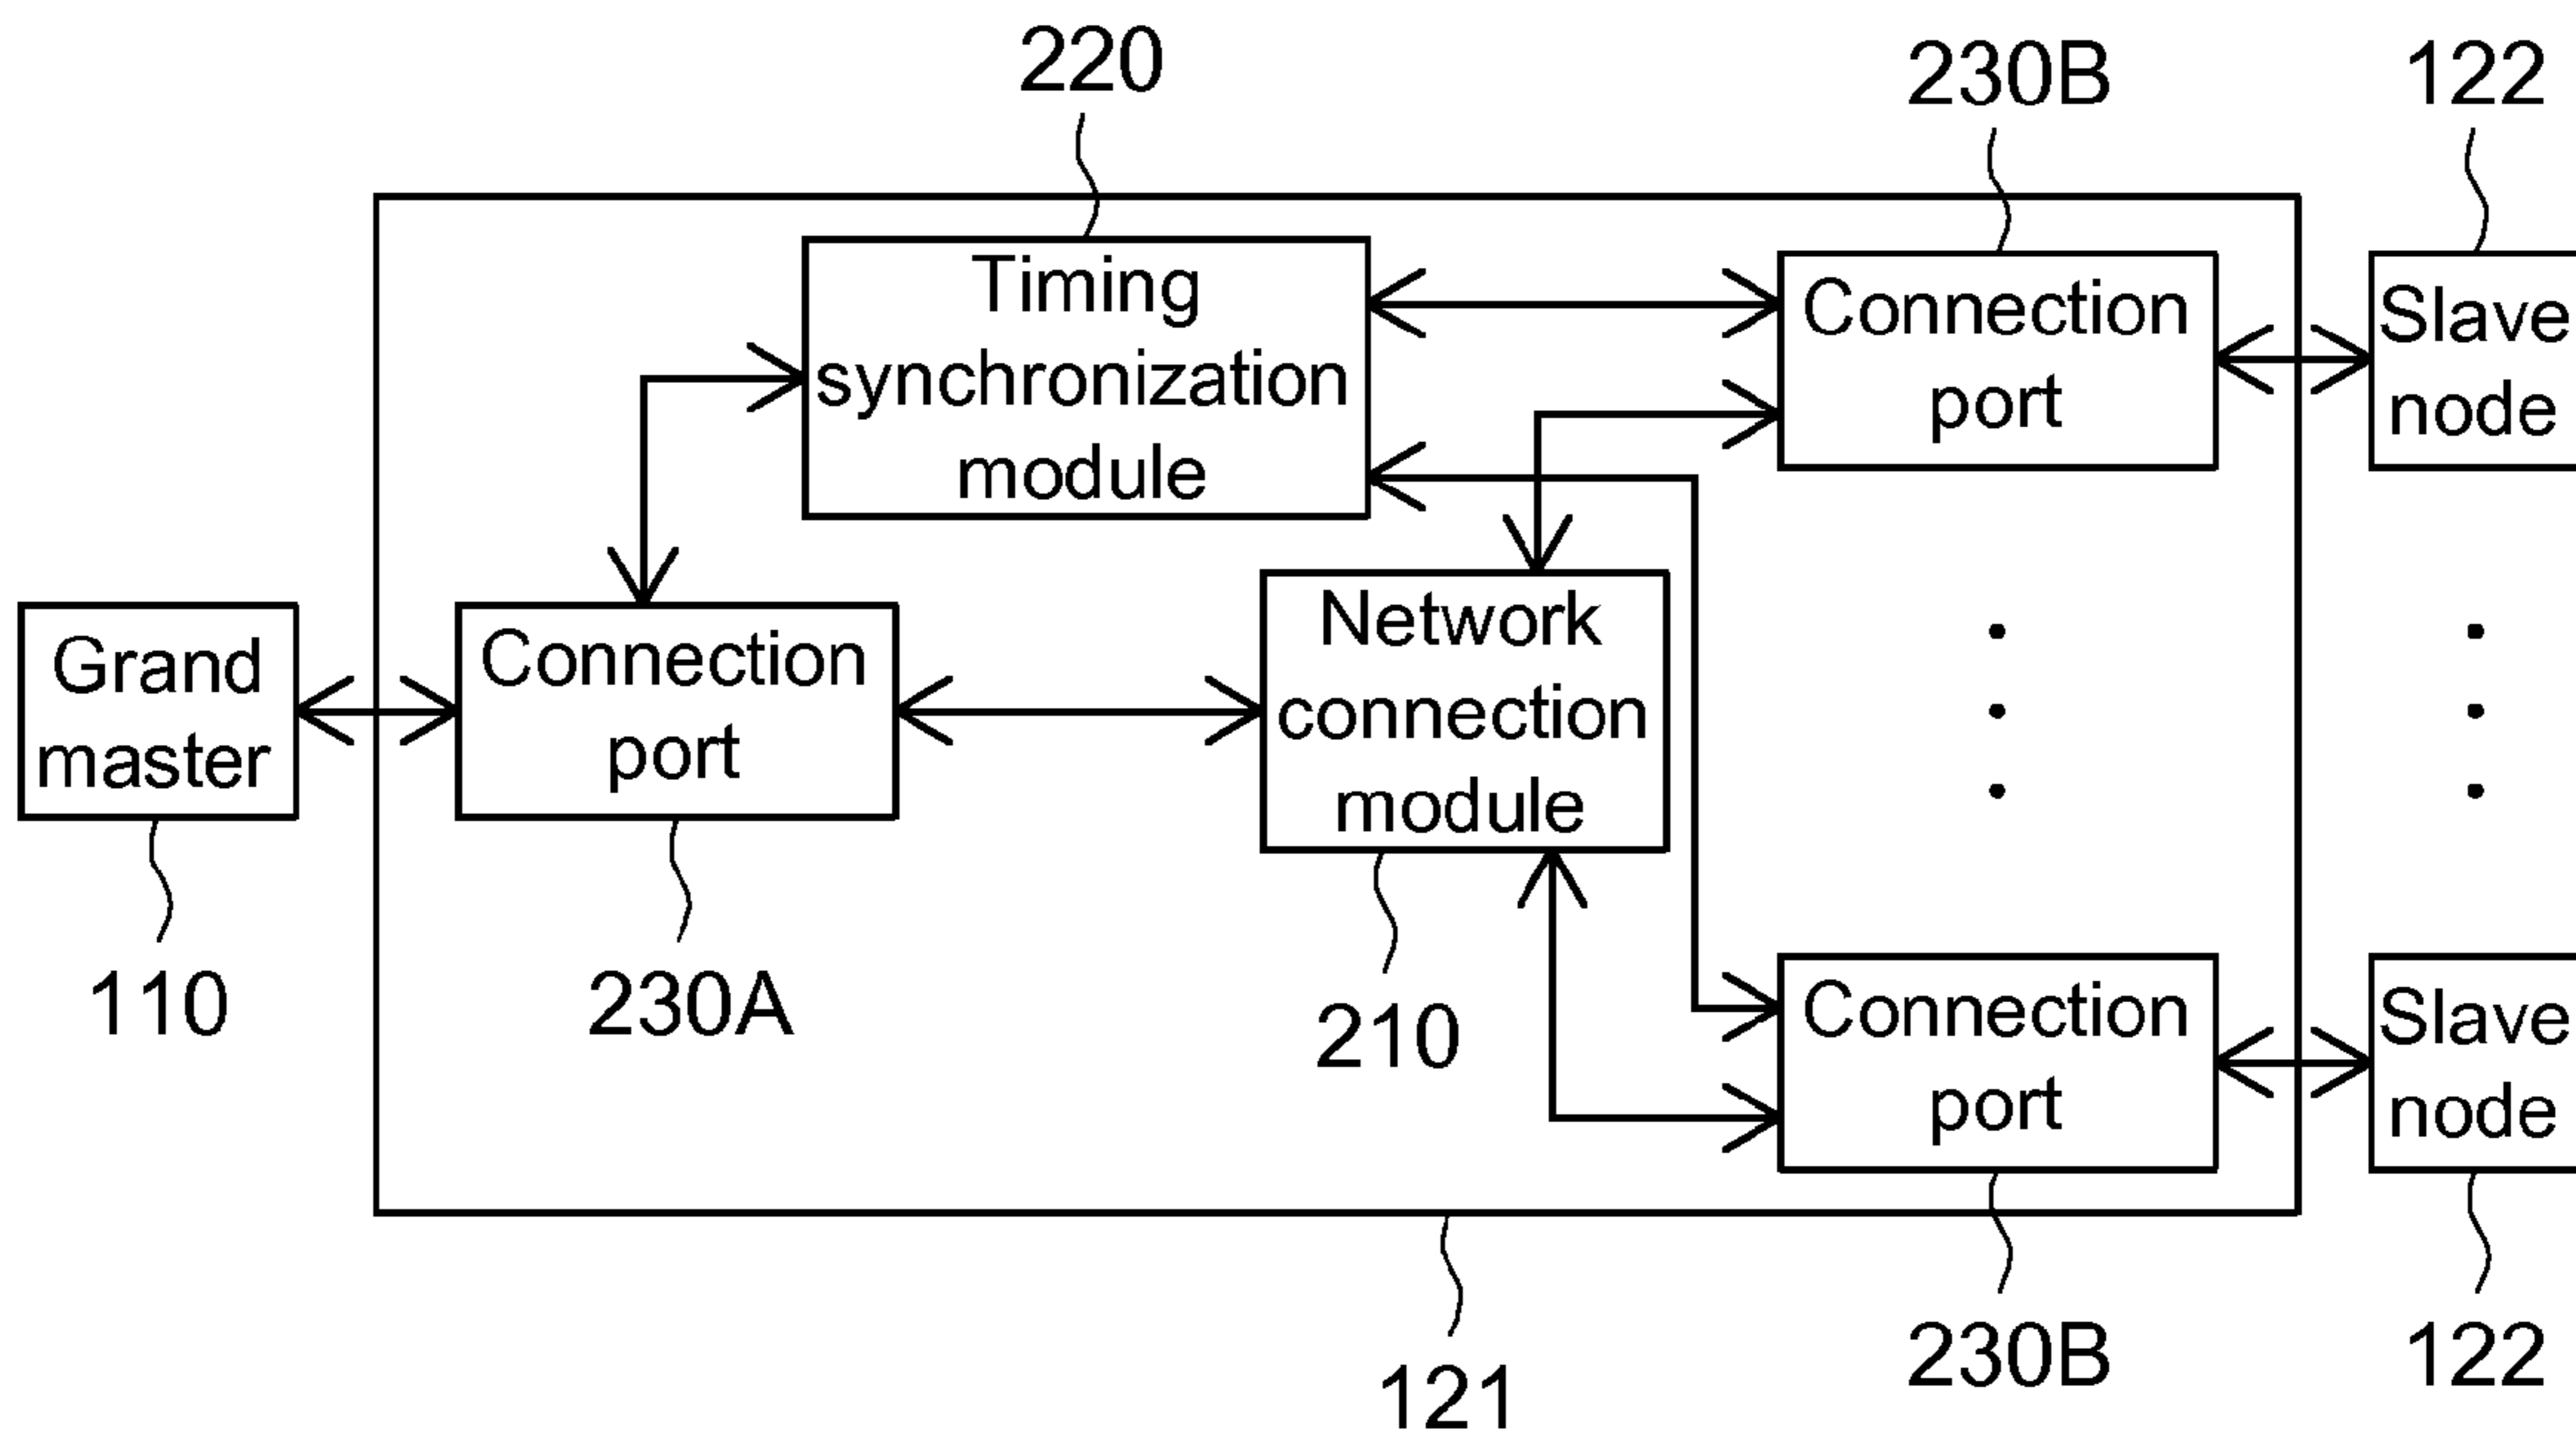 220
230B
122
Timing
synchronization
module
Connection
port
Slave
node
Grand
master
Connection
port
Network
connection
module
110
230A
210
Connection
port
Slave
node
121
230B
122